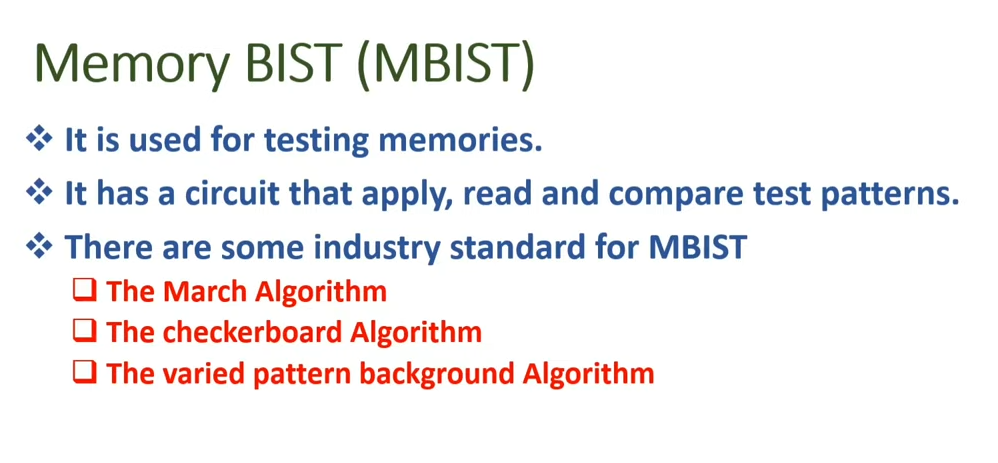 Memory BIST (MBIST)
It is used for testing memories.
It has a circuit that apply, read and compare test patterns.
There are some industry standard for MBIST
The March Algorithm
The checkerboard Algorithm
The varied pattern background Algorithm